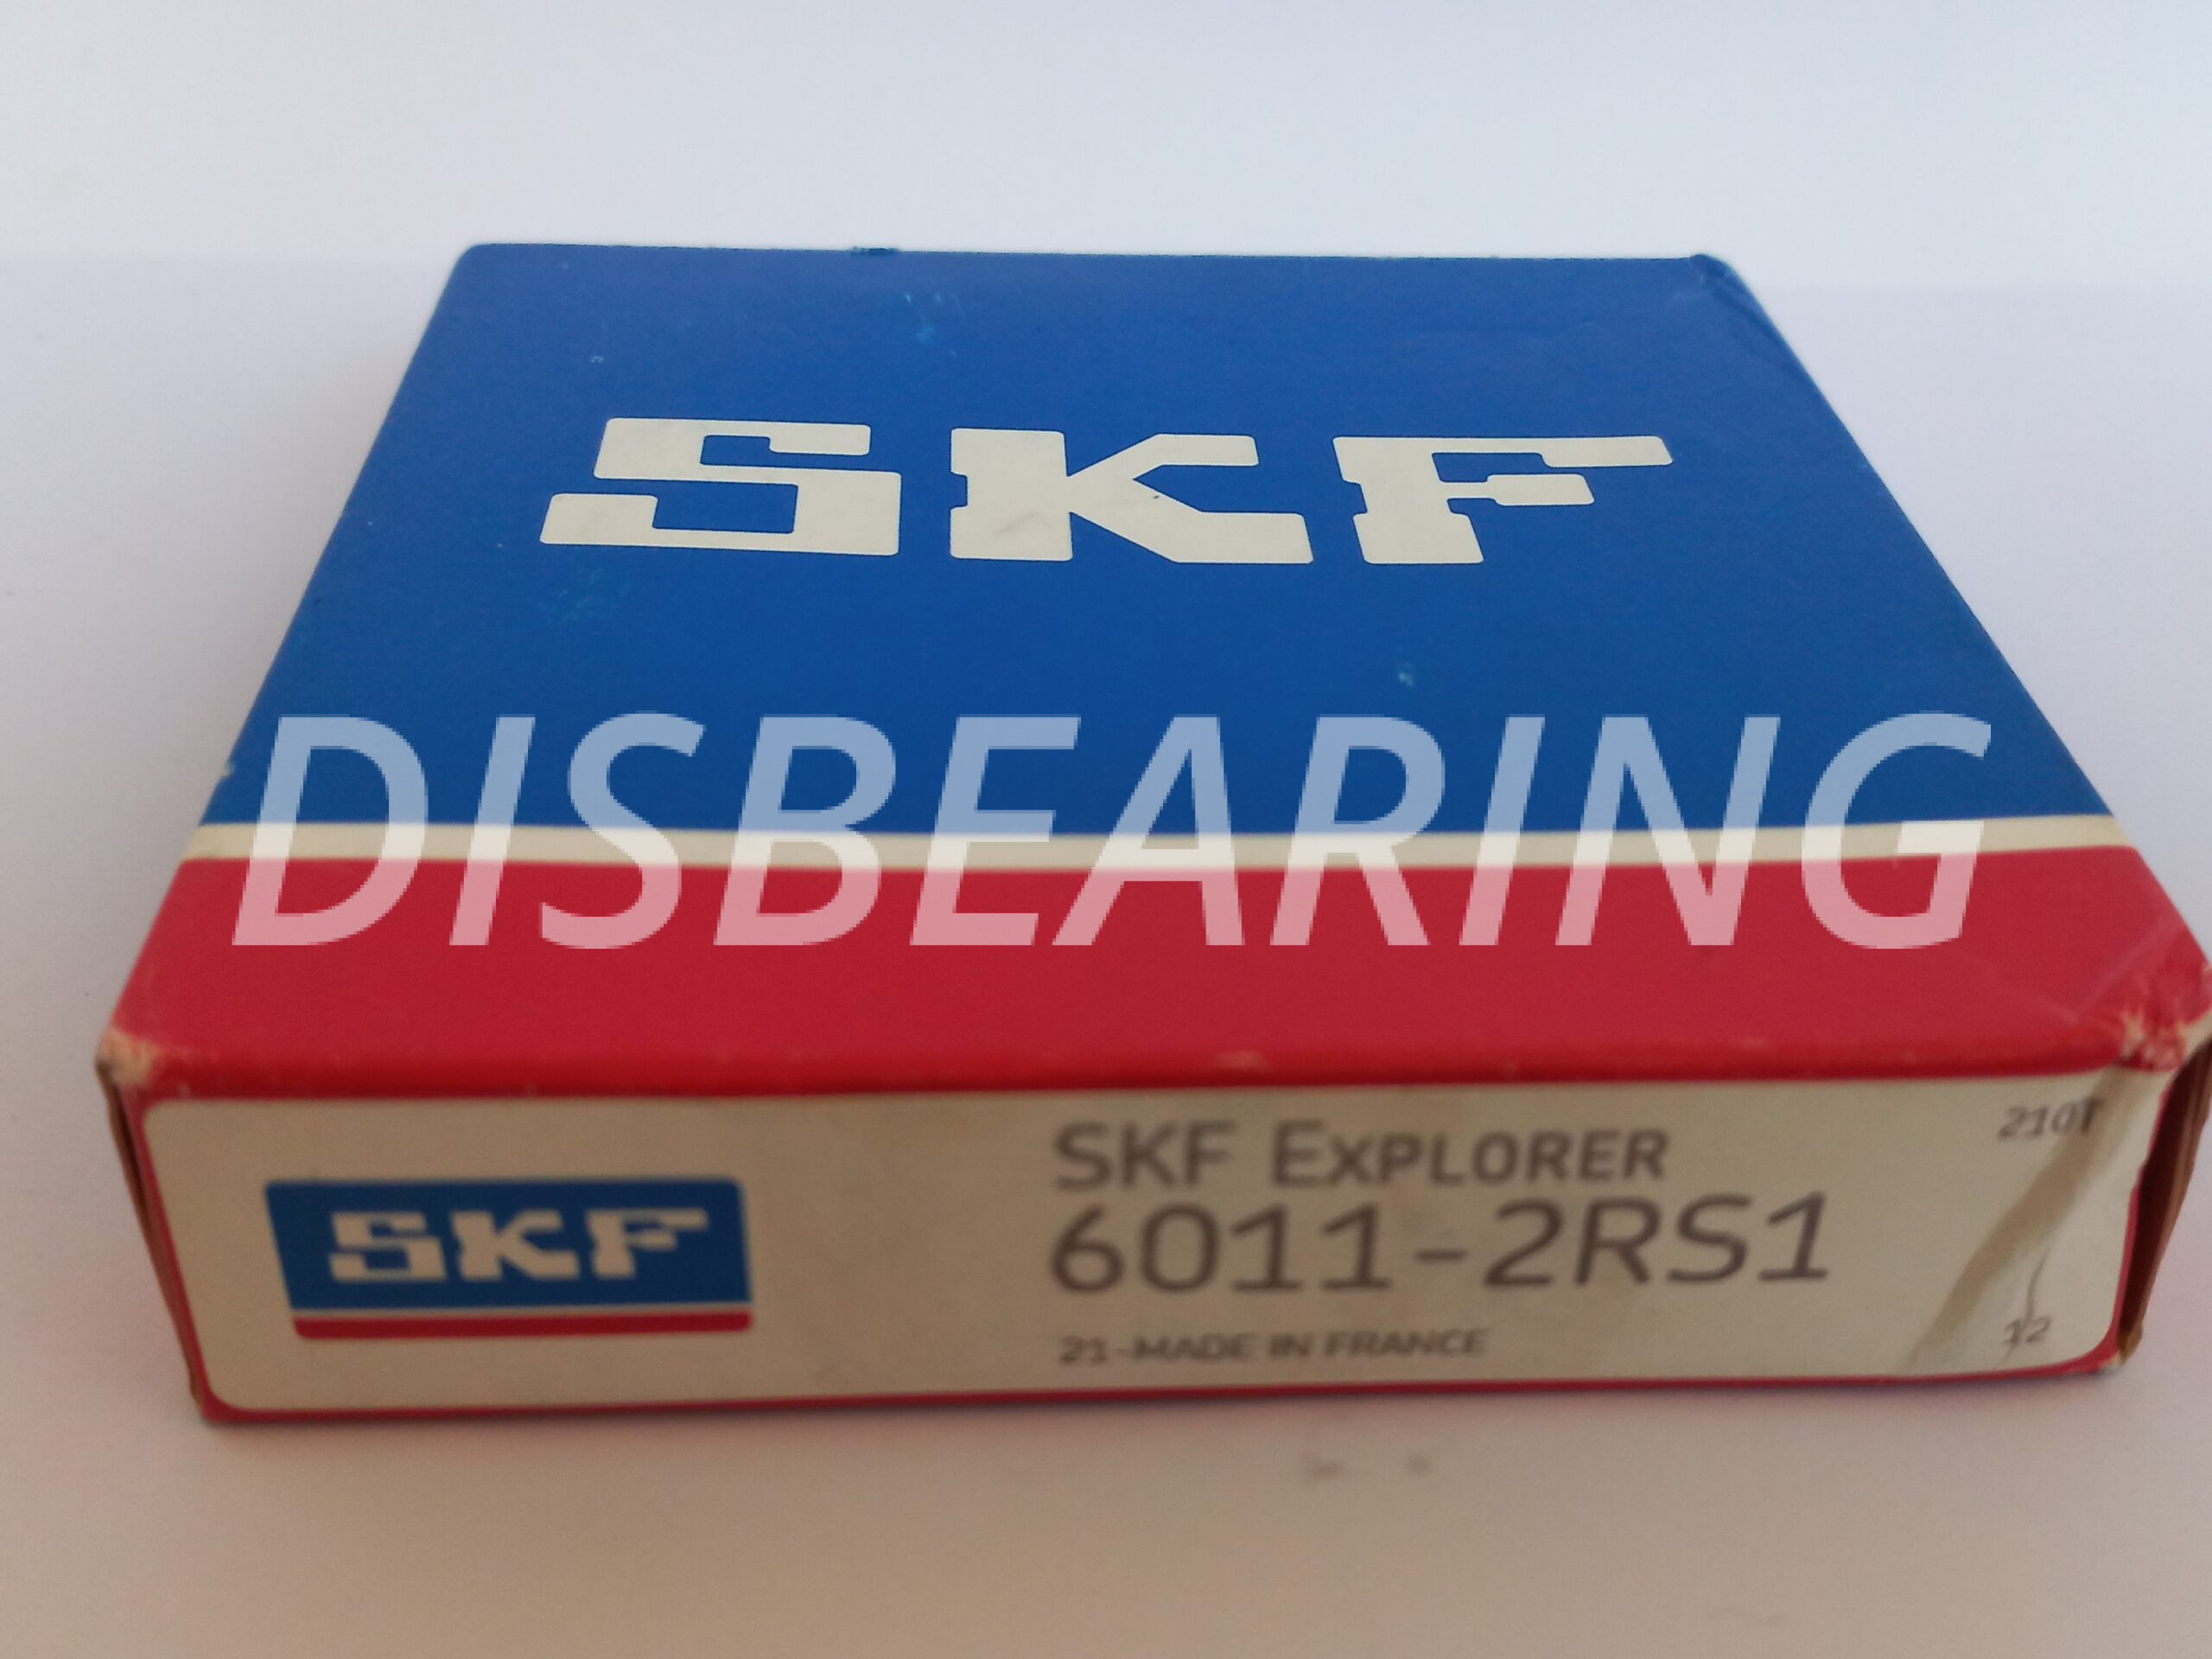 SKF
DISBEARING
SKF
SKF EXPLORER
6011-2RS1
21-MADE IN FRANCE
210T
12